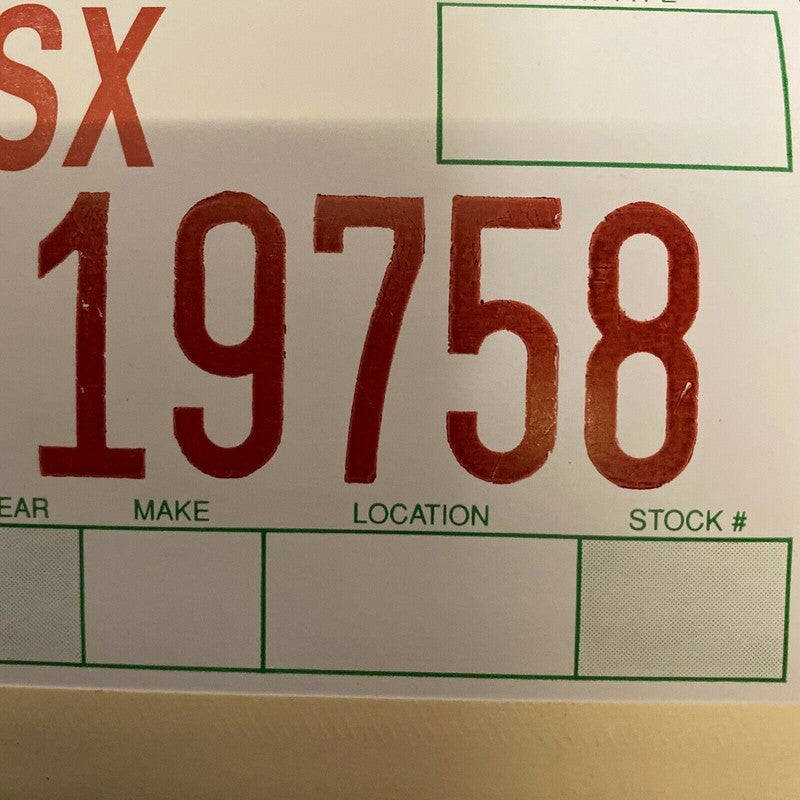 SX
19758
EAR MAKE LOCATION STOCK #